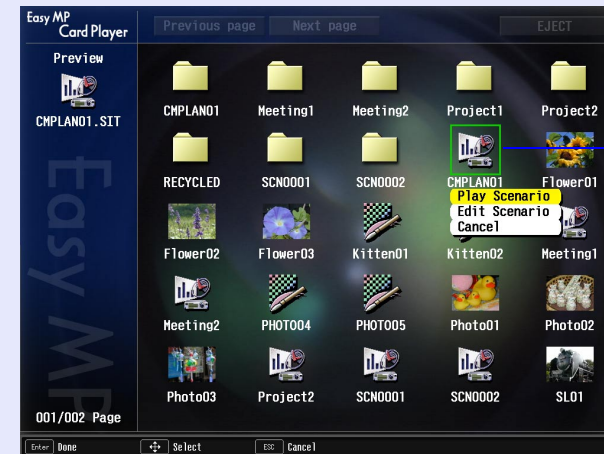 Easy MP
Card Player
Previous page
Next page
EJECT
Preview
CMPLAN01.SIT
CMPLAN01
Meeting1
Meeting2
Project1
Project2
RECYCLED
SCN0001
SCN0002
CMPLAN01
Flower01
Play Scenario
Edit Scenario
Cancel
Flower02
Flower03
Kitten01
Kitten02
Meeting1
Meeting2
PHOTO04
PHOTO05
Photo01
Photo02
Photo03
Project2
SCN0001
SCN0002
SL01
Easy MP
001/002 Page
Enter Done
Select
ESC Cancel